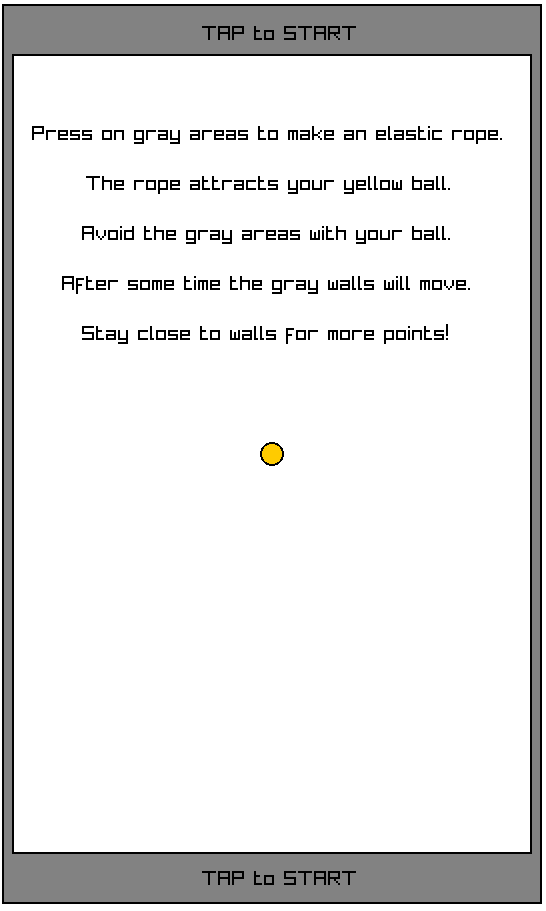 TAP to START
Press on gray areas to make an elastic rope.
The rope attracts your yellow ball.
Avoid the gray areas with your ball.
After some time the gray walls will move.
Stay close to walls for more points!
TAP to START